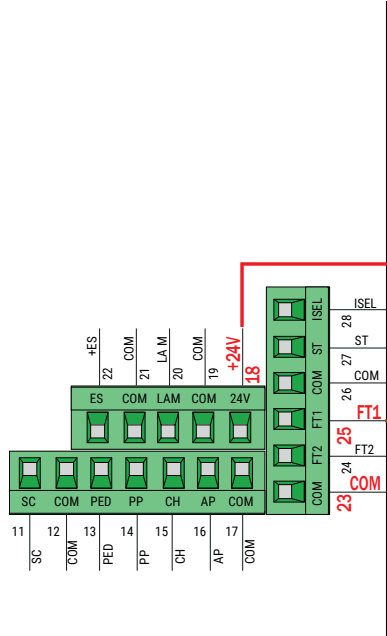 +ES
22
COM
21
LA M
20
COM
19
+24V
18
ES COM LAM COM 24V
SC COM PED PP CH AP COM
11
SC
12
COM
13
PED
14
PP
15
CH
16
AP
17
COM
ISEL
ISEL
28
ST
ST
27
COM
COM
26
FT1
FT1
25
FT2
FT2
24
COM
COM
23